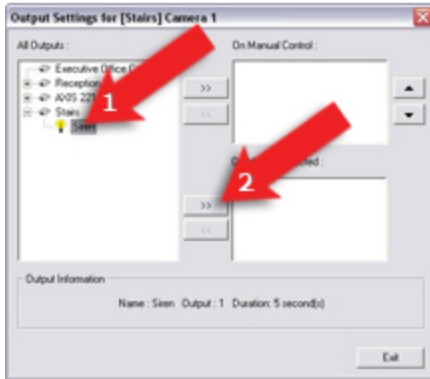 Output Settings for [Stairs] Camera 1
All Outputs :
On Manual Control :
Executive Office
>>
Reception
AXIS 221
<<
Stairs
1
Seen
2
>>
<<
Output Information
Name : Seen Output : 1 Duration: 5 second(s)
Exit